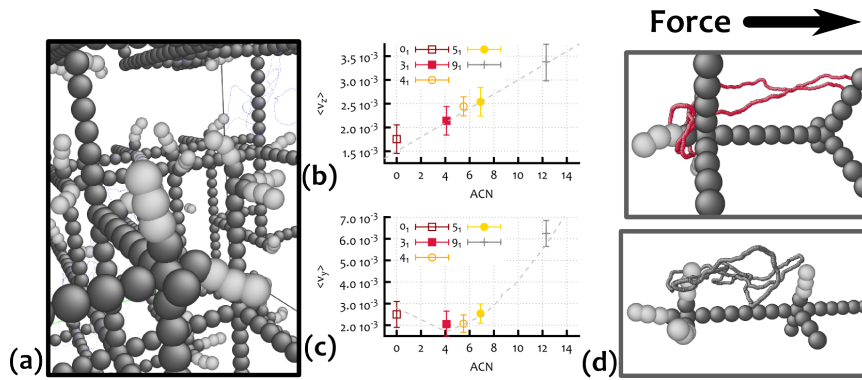 Force
(a)
(b)
<v_z>
3.5 10⁻³
3.0 10⁻³
2.5 10⁻³
2.0 10⁻³
1.5 10⁻³
0₁ 5₁
3₁ 9₁
4₁
0 2 4 6 8 10 12 14
ACN
(c)
<v_y>
7.0 10⁻³
6.0 10⁻³
5.0 10⁻³
4.0 10⁻³
3.0 10⁻³
2.0 10⁻³
0₁ 5₁
3₁ 9₁
4₁
0 2 4 6 8 10 12 14
ACN
(d)